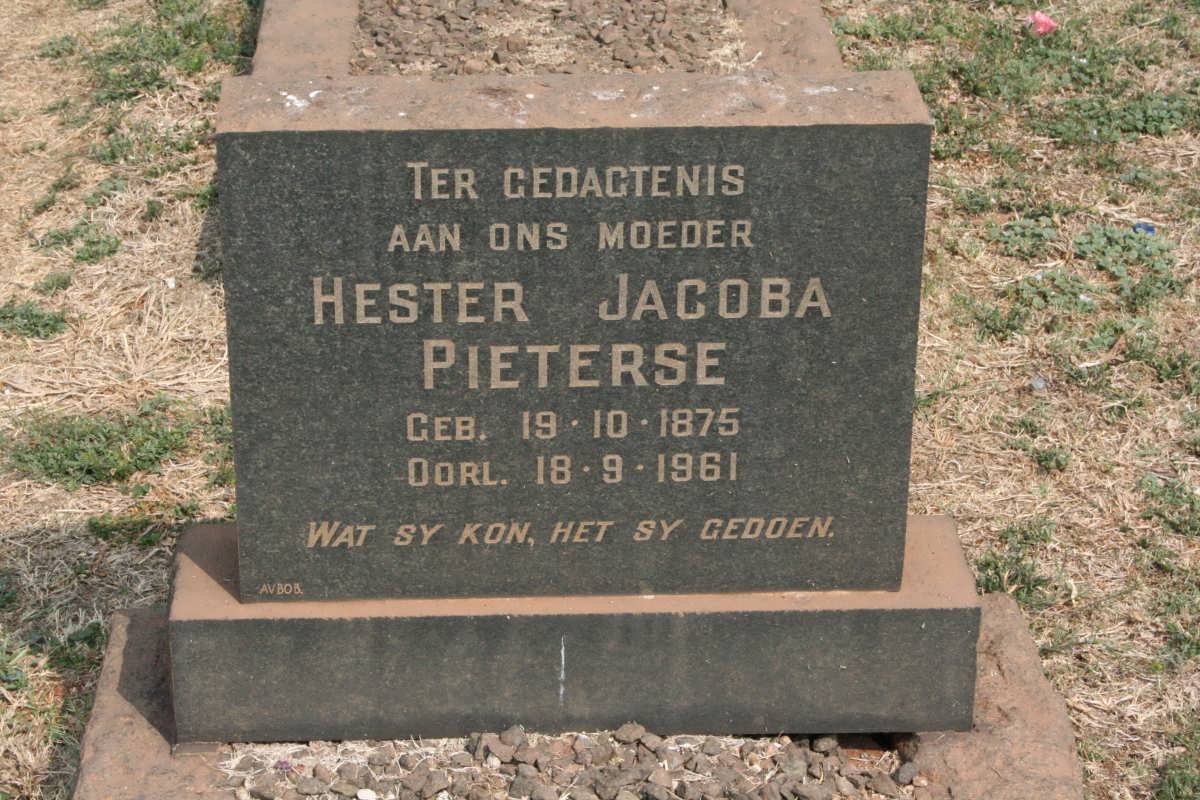 TER GEDAGTENIS
AAN ONS MOEDER
HESTER JACOBA
PIETERSE
GEB. 19·10·1875
OORL. 18·9·1961
WAT SY KON, HET SY GEDOEN.
AVBOB.